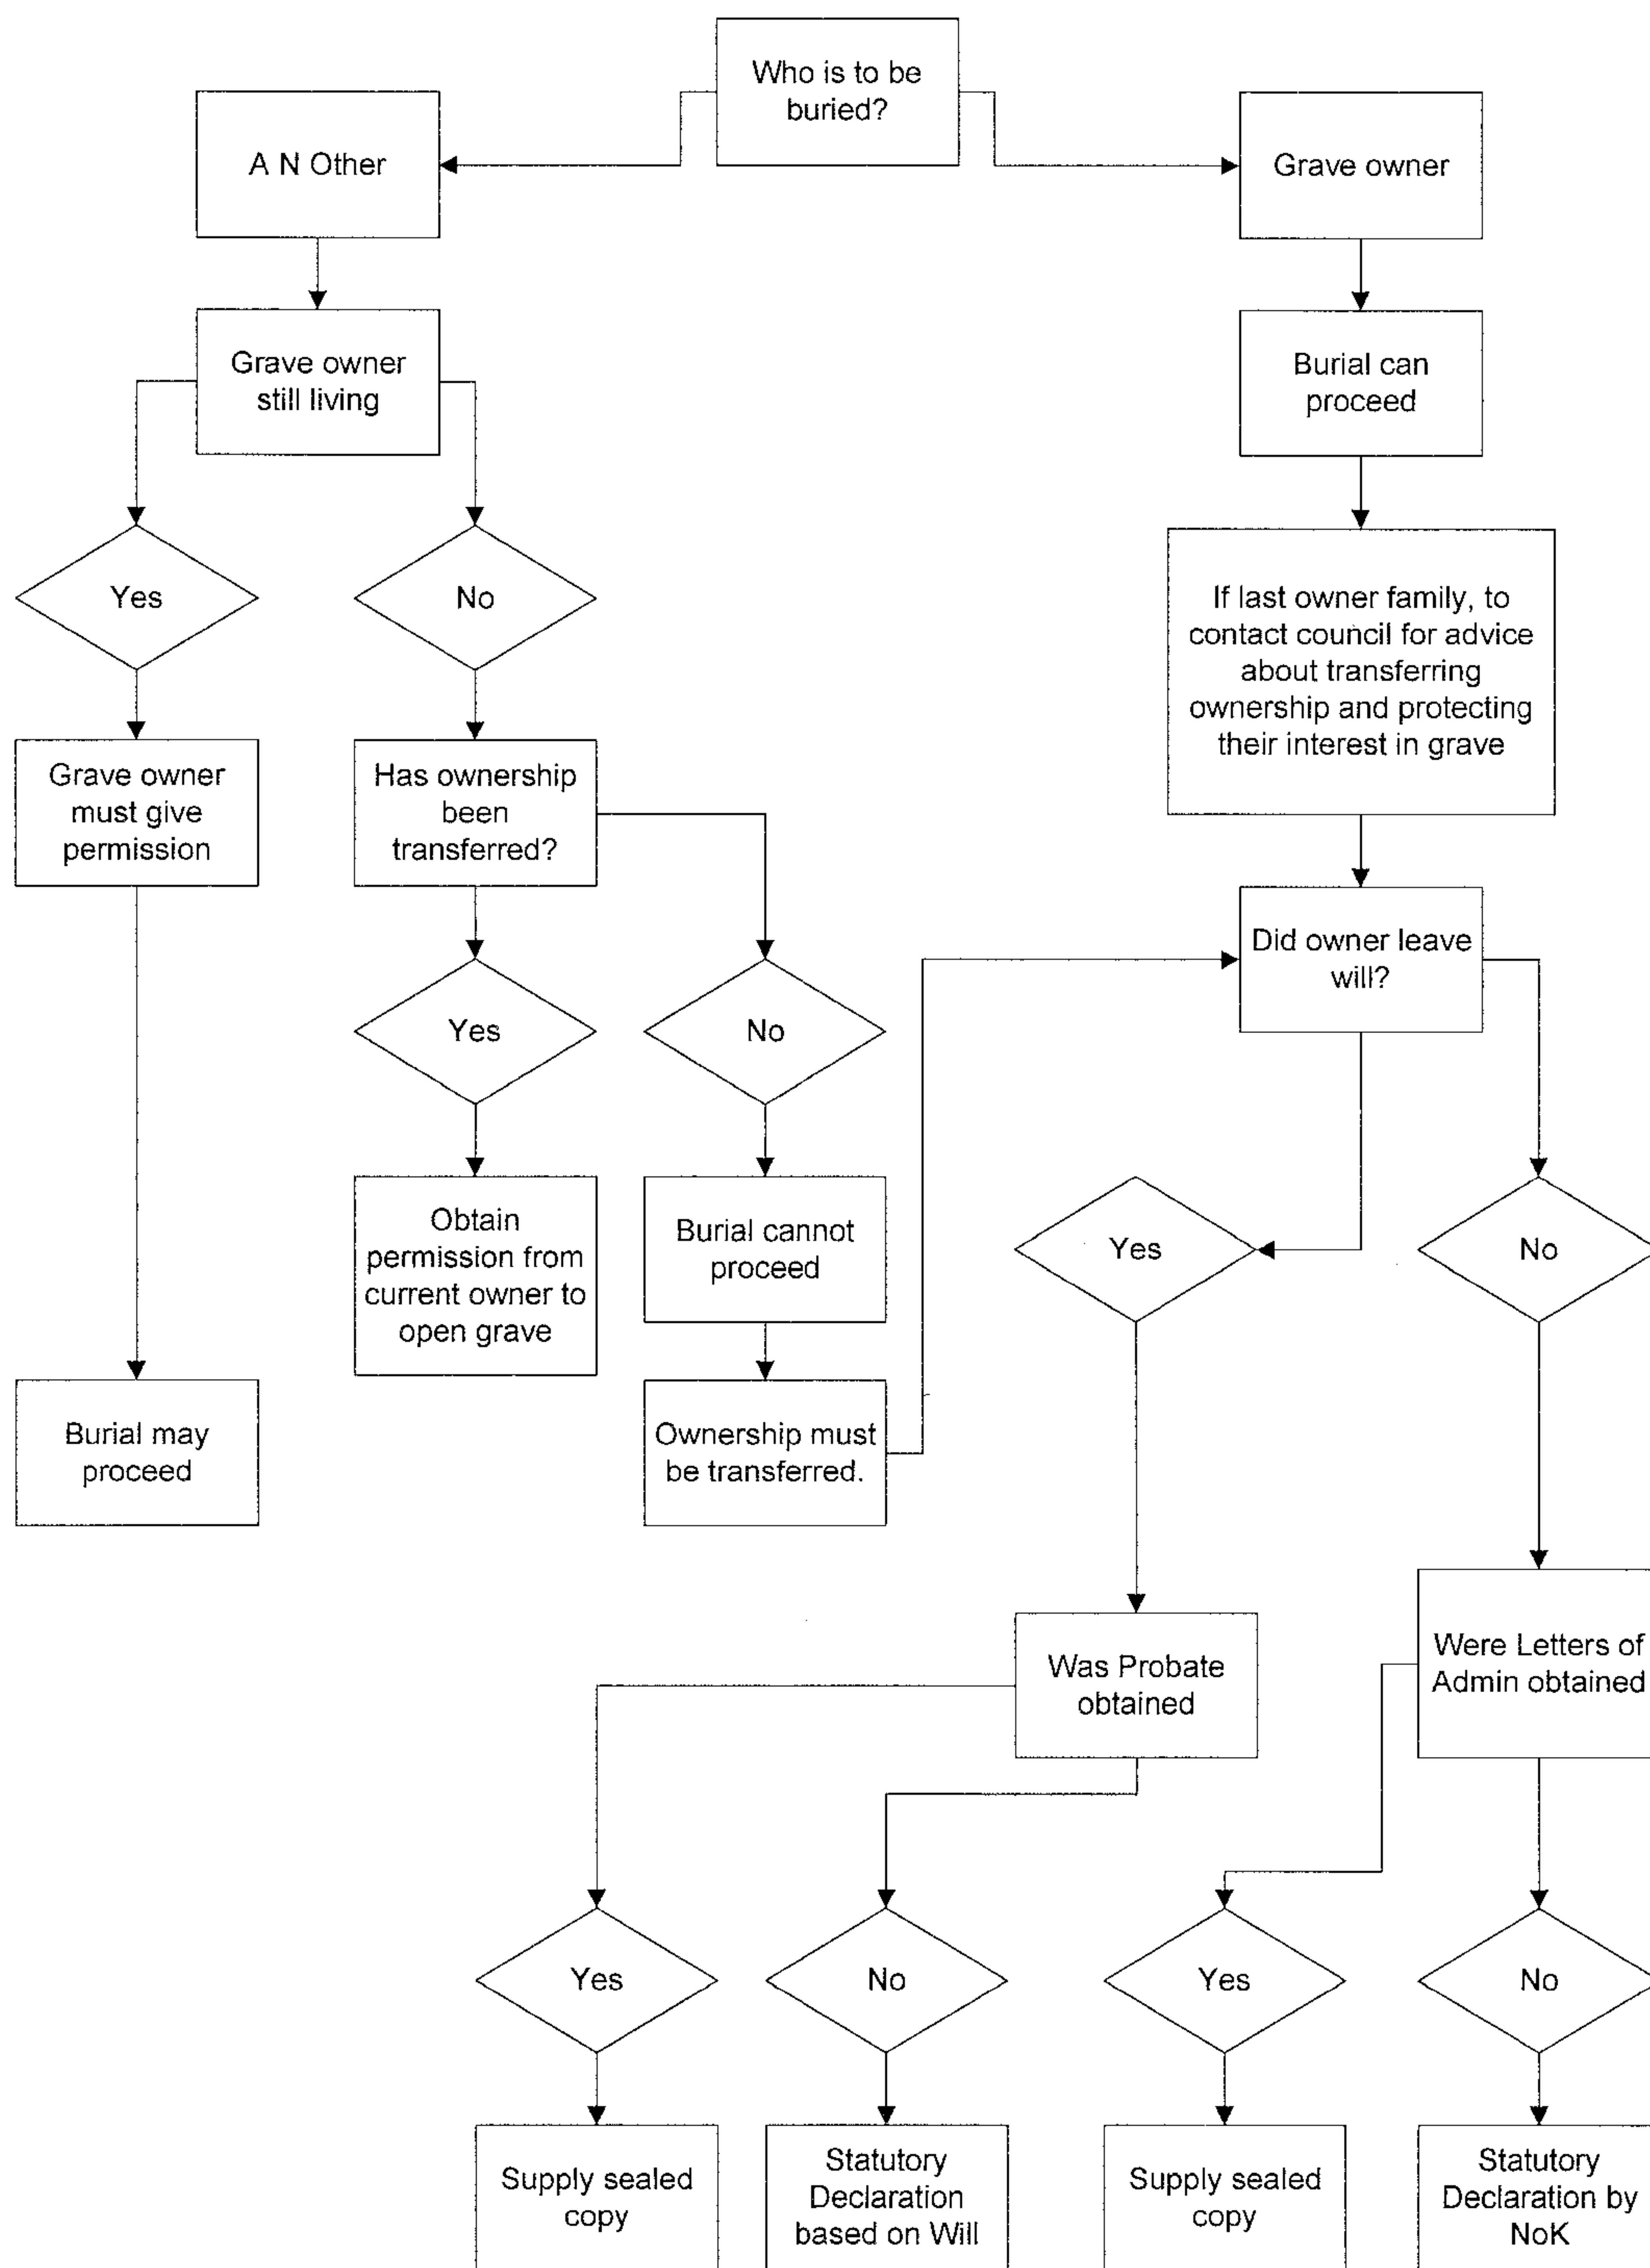 Who is to be
buried?
A N Other
Grave owner
Grave owner
still living
Burial can
proceed
Yes
No
If last owner family, to
contact council for advice
about transferring
ownership and protecting
their interest in grave
Grave owner
must give
permission
Has ownership
been
transferred?
Did owner leave
will?
Yes
No
Obtain
permission from
current owner to
open grave
Burial cannot
proceed
Yes
No
Burial may
proceed
Ownership must
be transferred.
Was Probate
obtained
Were Letters of
Admin obtained
Yes
No
Yes
No
Supply sealed
copy
Statutory
Declaration
based on Will
Supply sealed
copy
Statutory
Declaration by
NoK